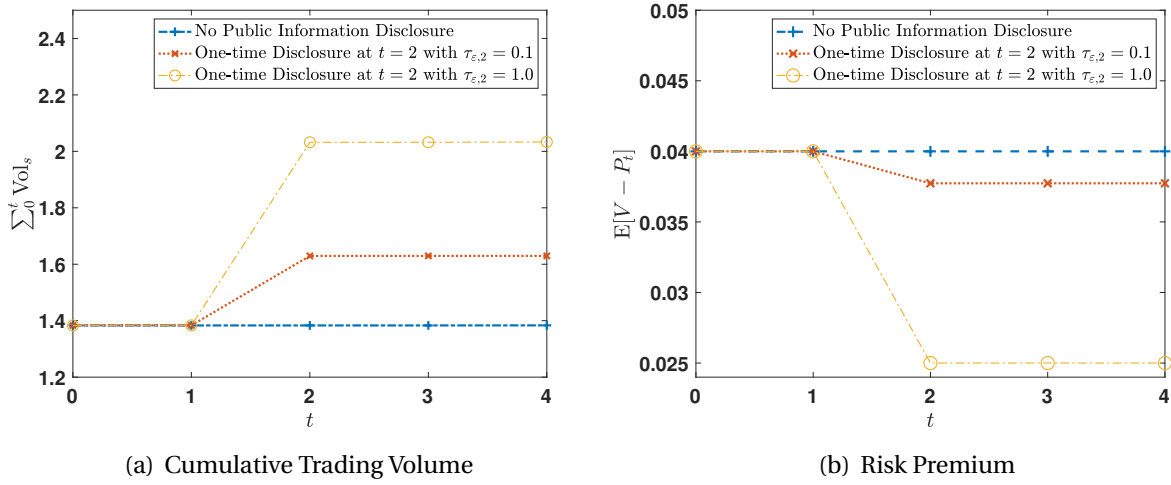 No Public Information Disclosure
One-time Disclosure at t = 2 with τε,2 = 0.1
One-time Disclosure at t = 2 with τε,2 = 1.0
2.4
2.2
2
1.8
1.6
1.4
1.2
∑₀ᵗ Volₛ
0 1 2 3 4
t
(a) Cumulative Trading Volume
No Public Information Disclosure
One-time Disclosure at t = 2 with τε,2 = 0.1
One-time Disclosure at t = 2 with τε,2 = 1.0
0.05
0.045
0.04
0.035
0.03
0.025
E[V − Pₜ]
0 1 2 3 4
t
(b) Risk Premium